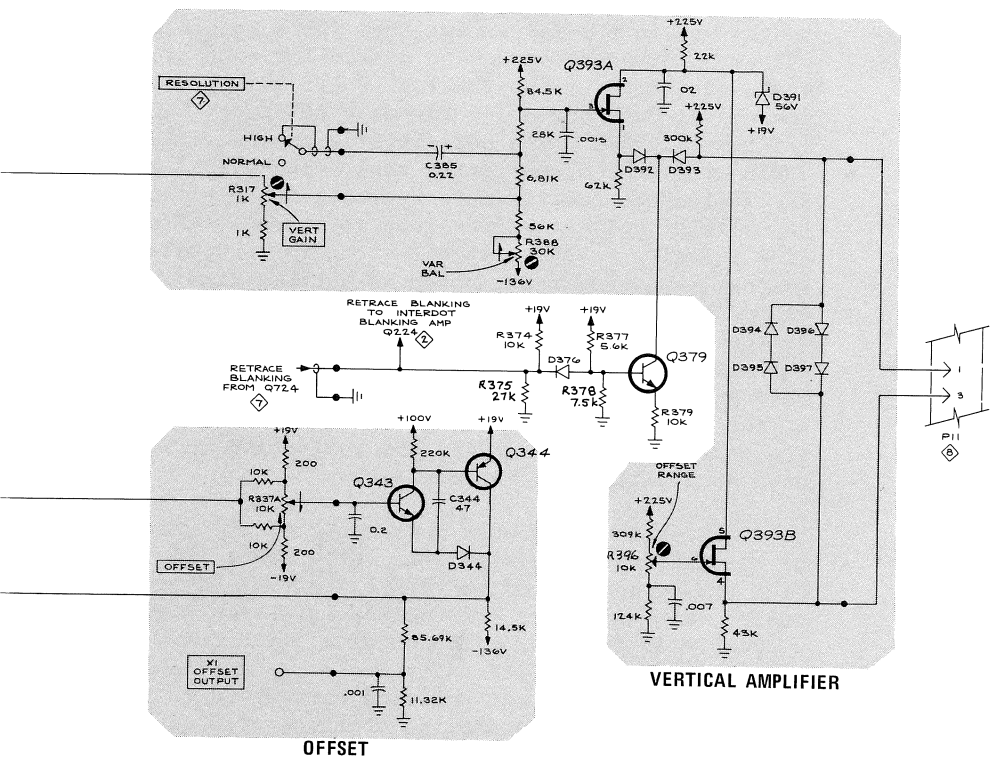 +225V
22K
Q393A
2
3
1
.02
+225V
D391
56V
+19V
300K
+225V
84.5K
28K
.0015
6.81K
56K
R388
30K
VAR
BAL
-136V
62K
D392
D393
RESOLUTION
7
HIGH
NORMAL
- +
C385
0.22
R317
1K
VERT
GAIN
1K
RETRACE BLANKING
TO INTERDOT
BLANKING AMP
Q224
2
RETRACE
BLANKING
FROM Q724
7
+19V
R374
10K
R375
27K
D376
+19V
R377
5.6K
R378
7.5K
Q379
R379
10K
D394
D396
D395
D397
1
3
P11
8
+19V
200
10K
R337A
10K
10K
200
-19V
OFFSET
0.2
Q343
+100V
220K
C344
47
D344
+19V
Q344
14.5K
-136V
85.69K
X1
OFFSET
OUTPUT
.001
11.32K
OFFSET
OFFSET
RANGE
+225V
309K
R396
10K
124K
.007
Q393B
5
6
4
43K
VERTICAL AMPLIFIER